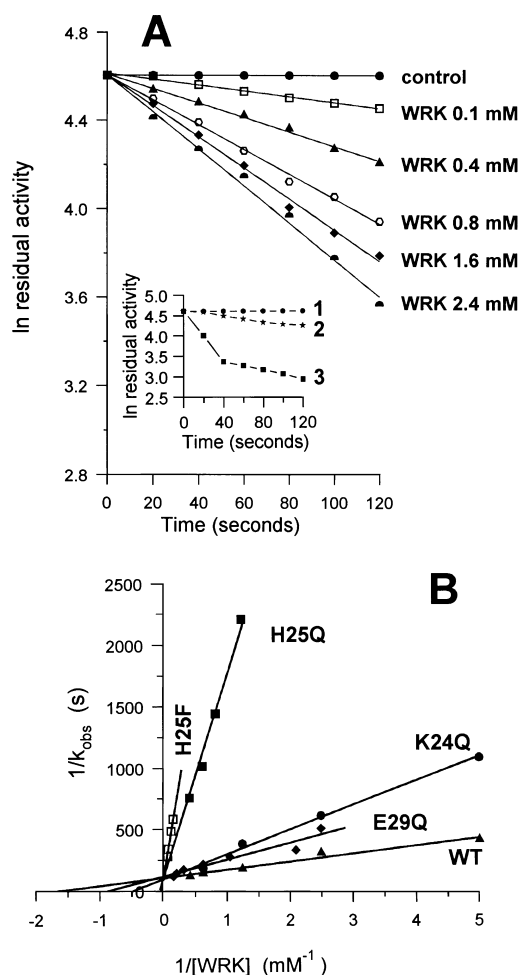 A
4.8
4.4
4.0
3.6
3.2
2.8
ln residual activity
control
WRK 0.1 mM
WRK 0.4 mM
WRK 0.8 mM
WRK 1.6 mM
WRK 2.4 mM
5.0
4.5
4.0
3.5
3.0
2.5
ln residual activity
1
2
3
0 40 80 120
Time (seconds)
0 20 40 60 80 100 120
Time (seconds)
B
2500
2000
1500
1000
500
1/kobs (s)
H25Q
H25F
K24Q
E29Q
WT
0
-2 -1 0 1 2 3 4 5
1/[WRK] (mM-1)